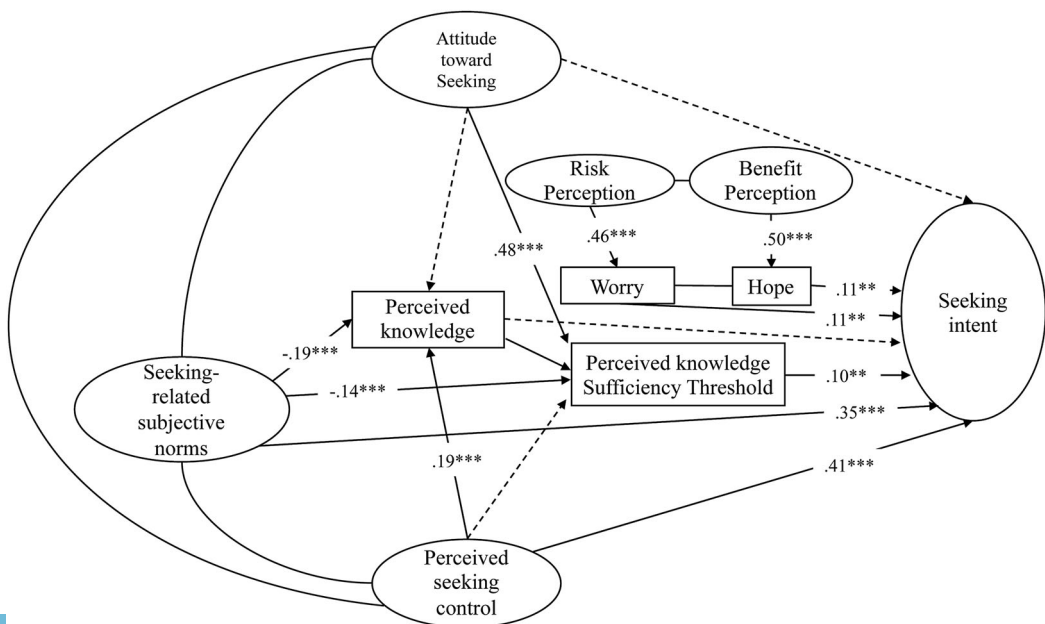 Attitude
toward
Seeking
Risk
Perception
Benefit
Perception
.48***
.46***
.50***
Worry
Hope
.11**
.11**
Seeking
intent
Perceived
knowledge
-.19***
Perceived knowledge
Sufficiency Threshold
.10**
Seeking-
related
subjective
norms
-.14***
.35***
.19***
.41***
Perceived
seeking
control